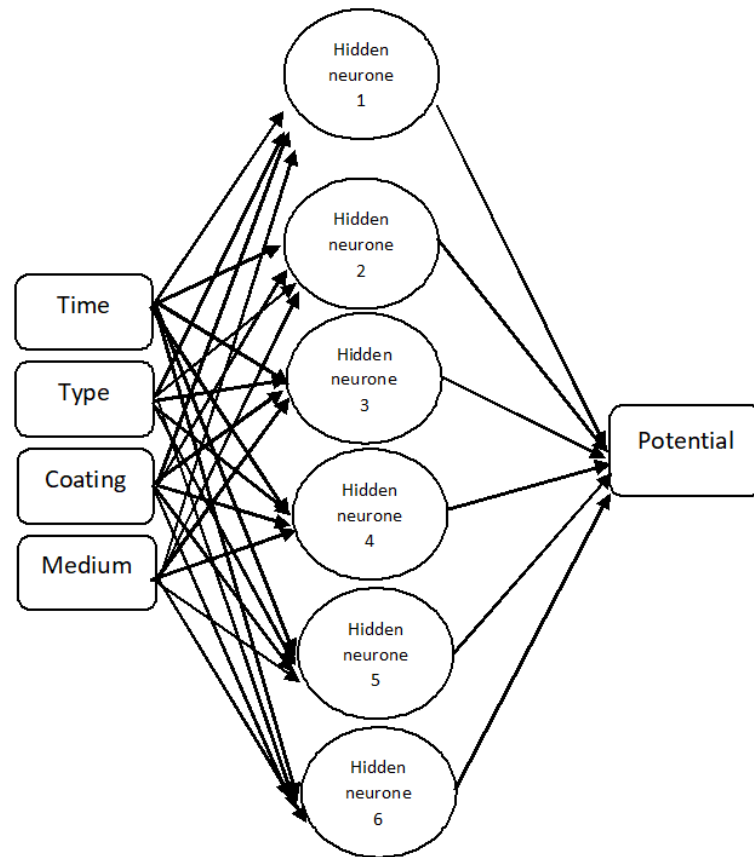 Time
Type
Coating
Medium
Hidden
neurone
1
Hidden
neurone
2
Hidden
neurone
3
Hidden
neurone
4
Hidden
neurone
5
Hidden
neurone
6
Potential